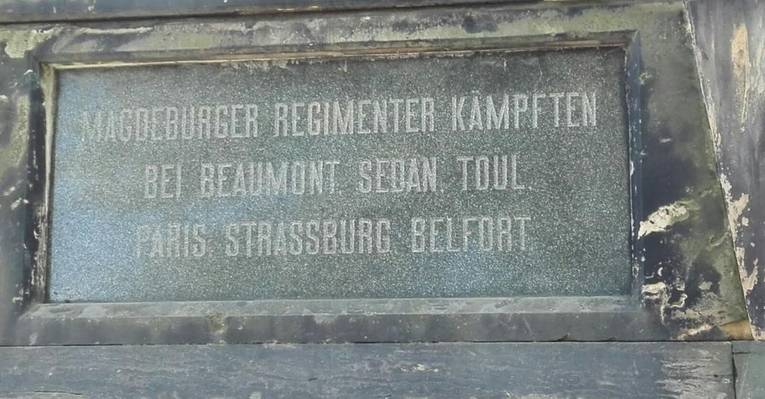 MAGDEBURGER REGIMENTER KÄMPFTEN
BEI BEAUMONT SEDAN, TOUL,
PARIS STRASSBURG BELFORT